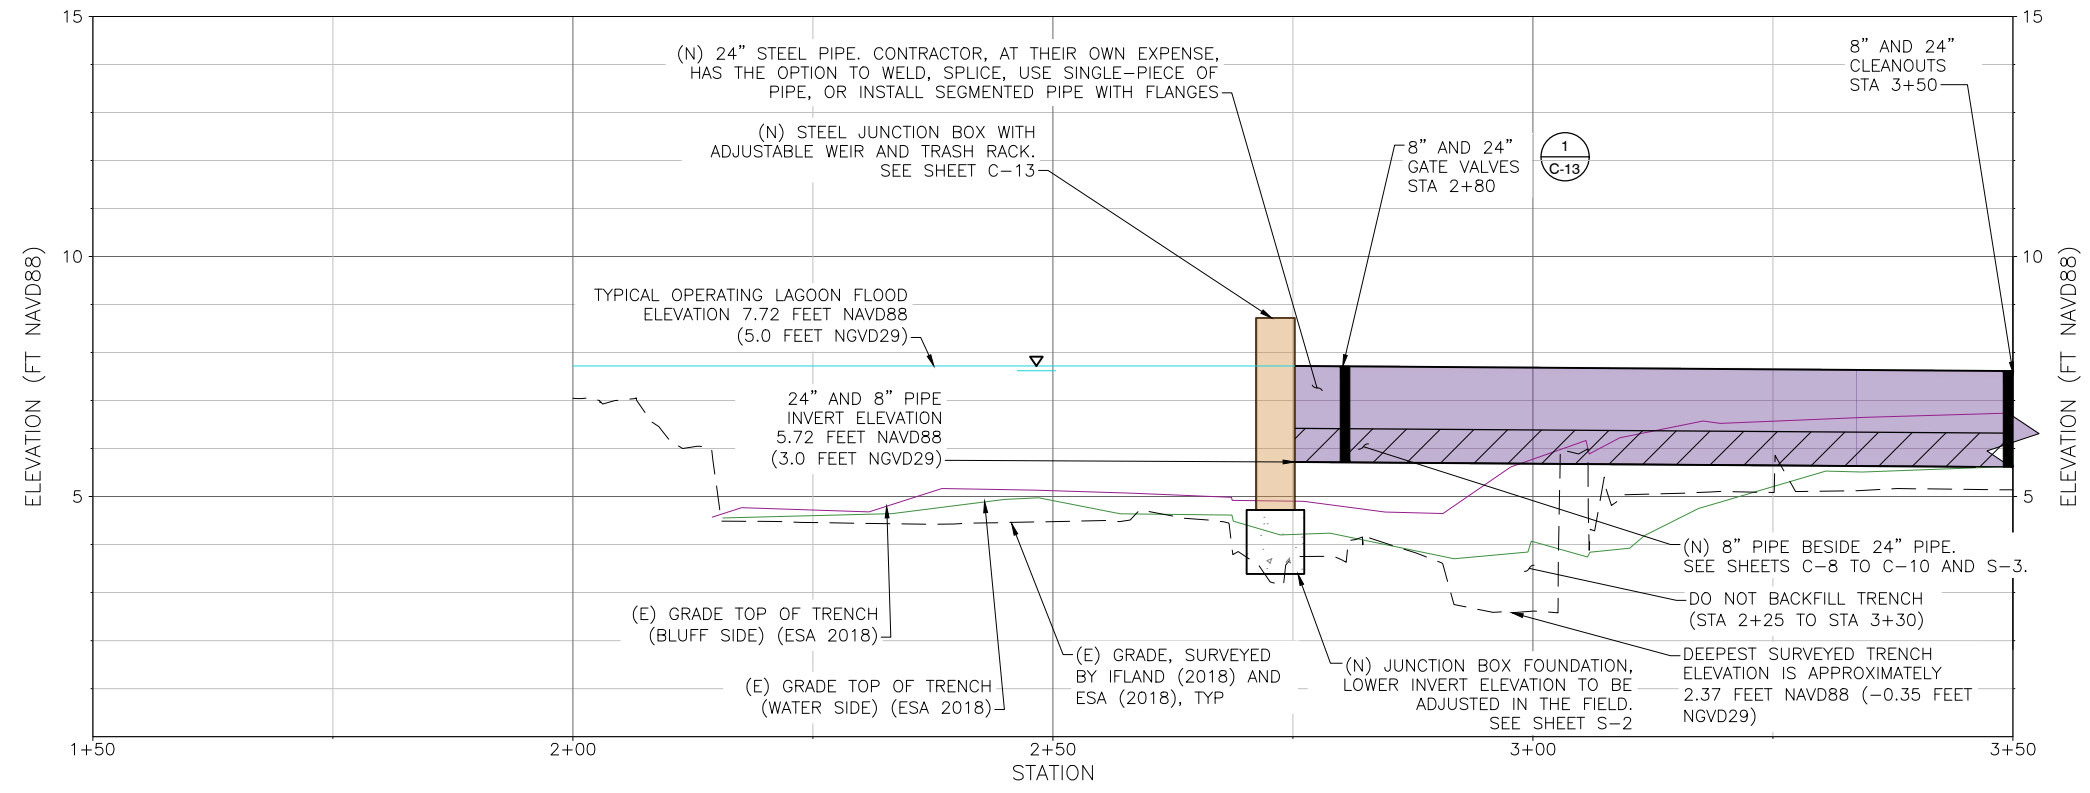 15
15
(N) 24” STEEL PIPE. CONTRACTOR, AT THEIR OWN EXPENSE,
HAS THE OPTION TO WELD, SPLICE, USE SINGLE-PIECE OF
PIPE, OR INSTALL SEGMENTED PIPE WITH FLANGES
8” AND 24”
CLEANOUTS
STA 3+50
(N) STEEL JUNCTION BOX WITH
ADJUSTABLE WEIR AND TRASH RACK.
SEE SHEET C-13
8” AND 24”
GATE VALVES
STA 2+80
1
C-13
10
10
TYPICAL OPERATING LAGOON FLOOD
ELEVATION 7.72 FEET NAVD88
(5.0 FEET NGVD29)
24” AND 8” PIPE
INVERT ELEVATION
5.72 FEET NAVD88
(3.0 FEET NGVD29)
ELEVATION (FT NAVD88)
ELEVATION (FT NAVD88)
5
5
(N) 8” PIPE BESIDE 24” PIPE.
SEE SHEETS C-8 TO C-10 AND S-3.
DO NOT BACKFILL TRENCH
(STA 2+25 TO STA 3+30)
(E) GRADE TOP OF TRENCH
(BLUFF SIDE) (ESA 2018)
(E) GRADE TOP OF TRENCH
(WATER SIDE) (ESA 2018)
(E) GRADE, SURVEYED
BY IFLAND (2018) AND
ESA (2018), TYP
(N) JUNCTION BOX FOUNDATION,
LOWER INVERT ELEVATION TO BE
ADJUSTED IN THE FIELD.
SEE SHEET S-2
DEEPEST SURVEYED TRENCH
ELEVATION IS APPROXIMATELY
2.37 FEET NAVD88 (-0.35 FEET
NGVD29)
1+50
2+00
2+50
3+00
3+50
STATION